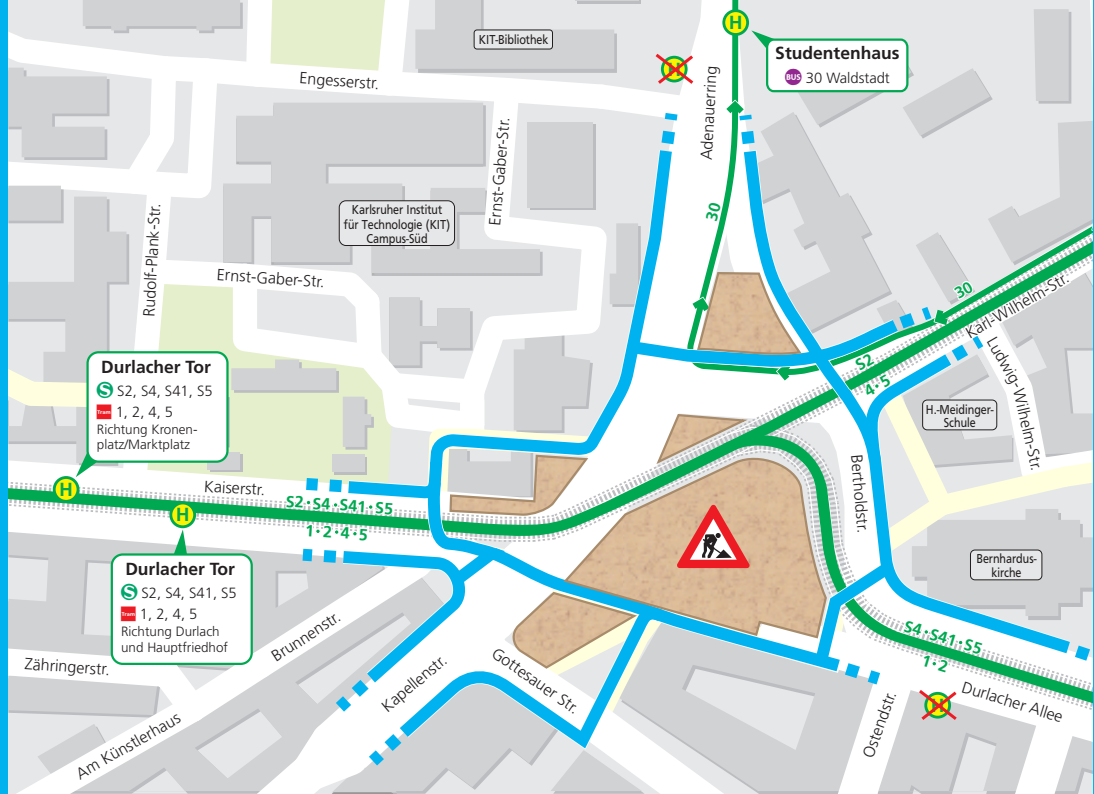 KIT-Bibliothek
H
Studentenhaus
BUS 30 Waldstadt
H
Engesserstr.
Adenauerring
Ernst-Gaber-Str.
Karlsruher Institut
für Technologie (KIT)
Campus-Süd
30
Rudolf-Plank-Str.
Ernst-Gaber-Str.
30
Karl-Wilhelm-Str.
Ludwig-Wilhelm-Str.
S2
4·5
Durlacher Tor
S S2, S4, S41, S5
Tram 1, 2, 4, 5
Richtung Kronen-
platz/Marktplatz
H.-Meidinger-
Schule
H
Kaiserstr.
S2·S4·S41·S5
1·2·4·5
H
Bertholdstr.
Durlacher Tor
S S2, S4, S41, S5
Tram 1, 2, 4, 5
Richtung Durlach
und Hauptfriedhof
Bernhardus-
kirche
Brunnenstr.
Zähringerstr.
Kapellenstr.
Gottesauer Str.
S4·S41·S5
1·2
H
Durlacher Allee
Ostendstr.
Am Künstlerhaus